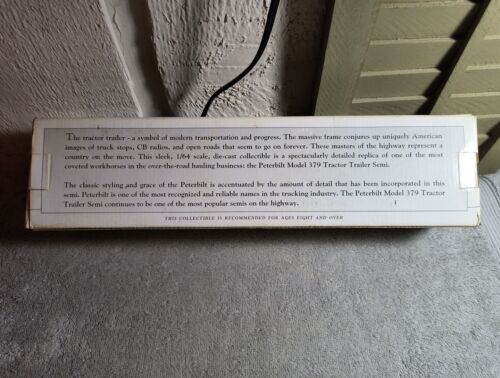 The tractor trailer - a symbol of modern transportation and progress. The massive frame conjures up uniquely American
images of truck stops, CB radios, and open roads that seem to go on forever. These masters of the highway represent a
country on the move. This sleek, 1/64 scale, die-cast collectible is a spectacularly detailed replica of one of the most
coveted workhorses in the over-the-road hauling business: the Peterbilt Model 379 Tractor Trailer Semi.
The classic styling and grace of the Peterbilt is accentuated by the amount of detail that has been incorporated in this
semi. Peterbilt is one of the most recognized and reliable names in the trucking industry. The Peterbilt Model 379 Tractor
Trailer Semi continues to be one of the most popular semis on the highway.
THIS COLLECTIBLE IS RECOMMENDED FOR AGES EIGHT AND OVER